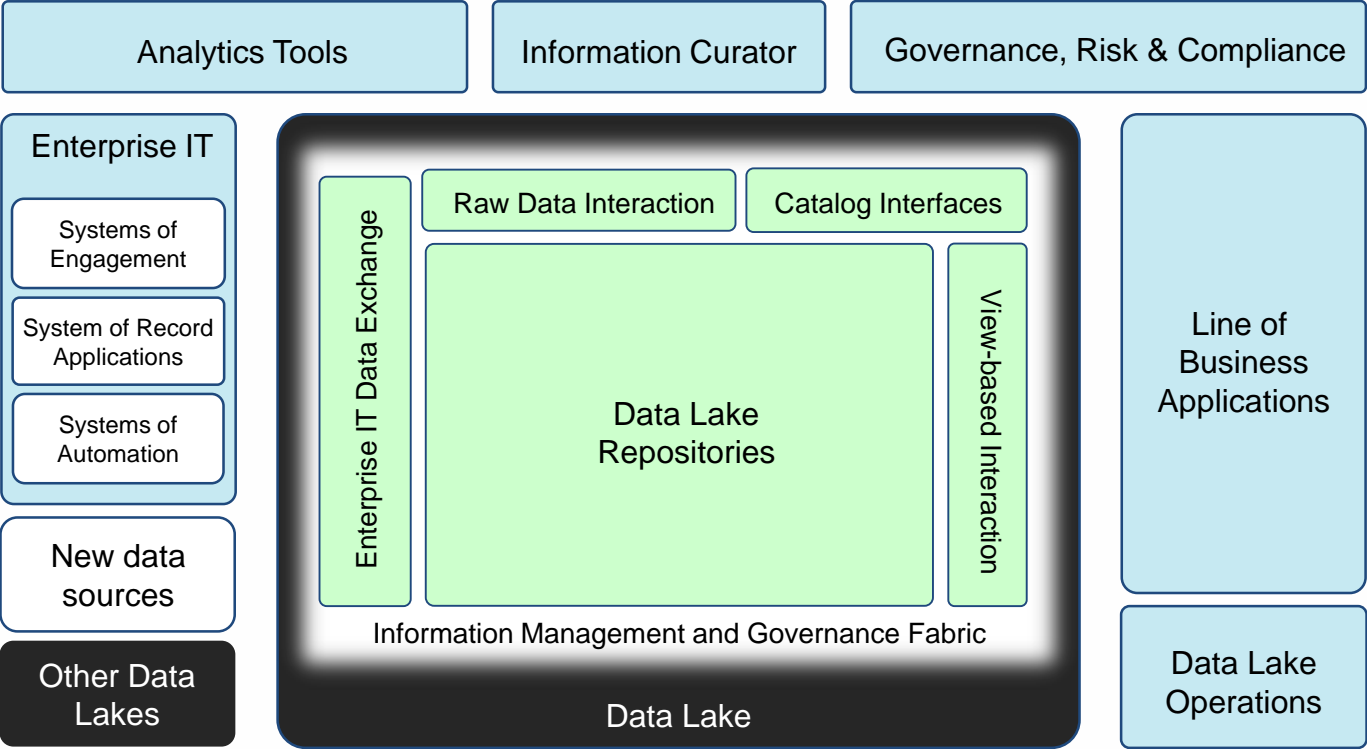 Analytics Tools
Information Curator
Governance, Risk & Compliance
Enterprise IT
Systems of
Engagement
System of Record
Applications
Systems of
Automation
New data
sources
Other Data
Lakes
Enterprise IT Data Exchange
Raw Data Interaction
Catalog Interfaces
Data Lake
Repositories
View-based Interaction
Information Management and Governance Fabric
Data Lake
Line of
Business
Applications
Data Lake
Operations